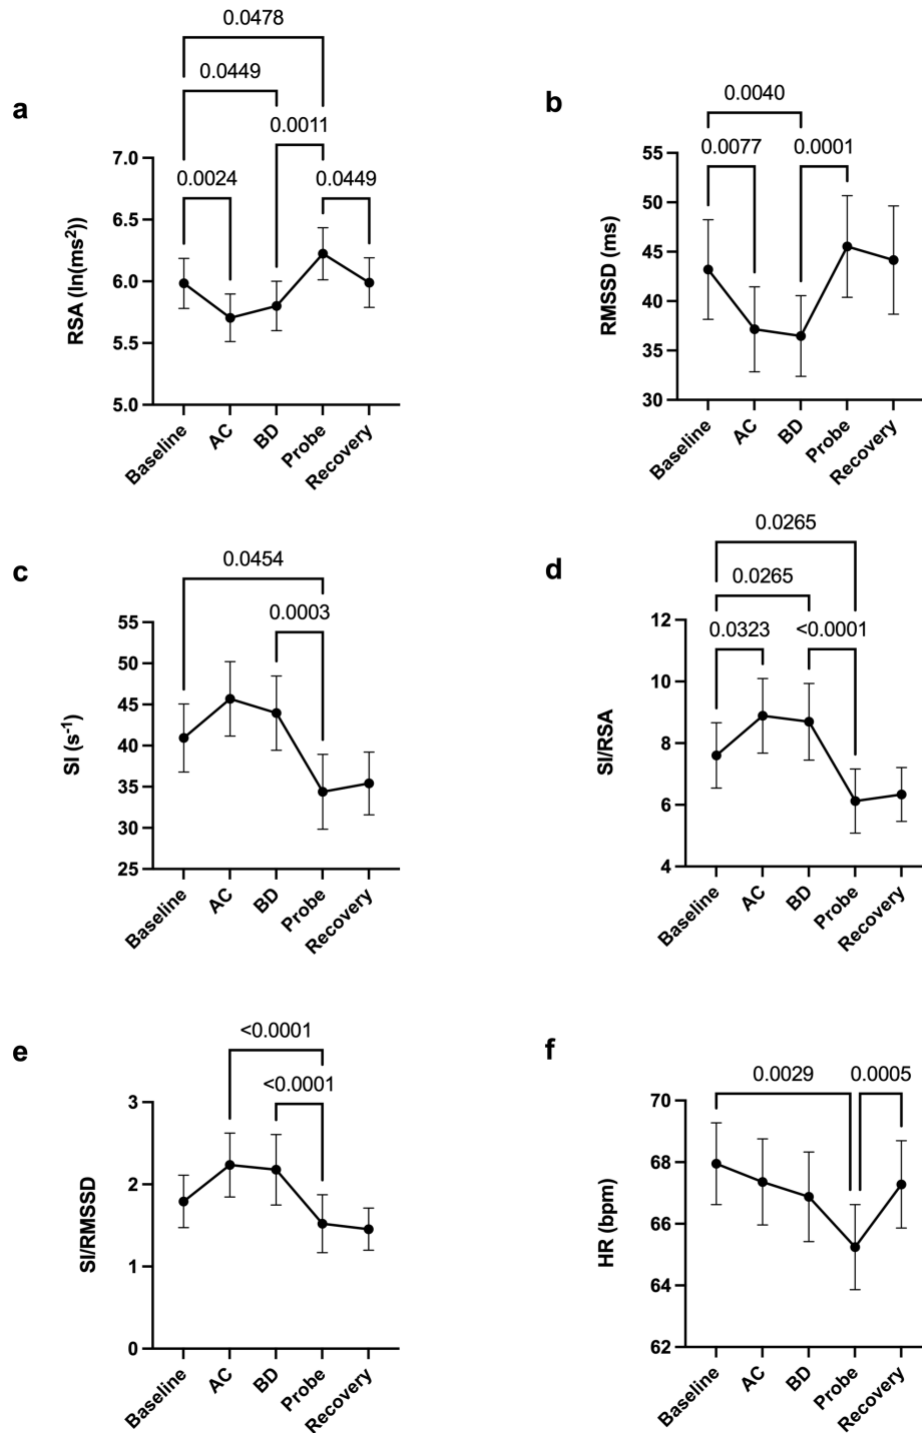 a
0.0478
0.0449
0.0011
0.0024
0.0449
7.0
6.5
6.0
5.5
5.0
RSA (ln(ms²))
Baseline
AC
BD
Probe
Recovery
b
0.0040
0.0077
0.0001
55
50
45
40
35
30
RMSSD (ms)
Baseline
AC
BD
Probe
Recovery
c
0.0454
0.0003
55
50
45
40
35
30
25
SI (s⁻¹)
Baseline
AC
BD
Probe
Recovery
d
0.0265
0.0265
0.0323
<0.0001
12
10
8
6
4
SI/RSA
Baseline
AC
BD
Probe
Recovery
e
<0.0001
<0.0001
3
2
1
0
SI/RMSSD
Baseline
AC
BD
Probe
Recovery
f
0.0029
0.0005
70
68
66
64
62
HR (bpm)
Baseline
AC
BD
Probe
Recovery